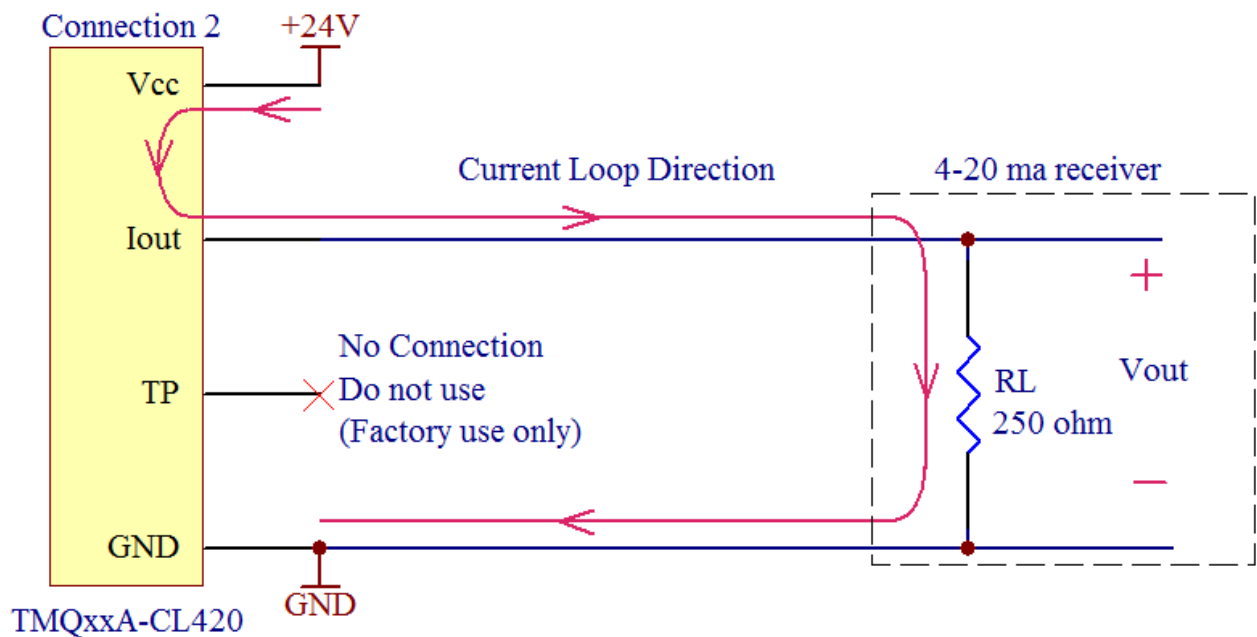 Connection 2
+24V
Vcc
Current Loop Direction
4-20 ma receiver
Iout
+
No Connection
Do not use
(Factory use only)
TP
RL
250 ohm
Vout
−
GND
GND
TMQxxA-CL420